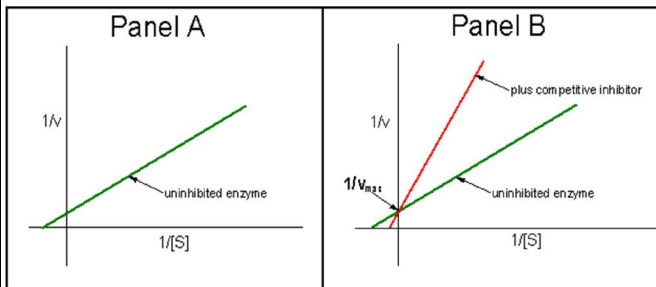 Panel A
1/v
uninhibited enzyme
1/[S]
Panel B
plus competitive inhibitor
1/v
1/vmax
uninhibited enzyme
1/[S]